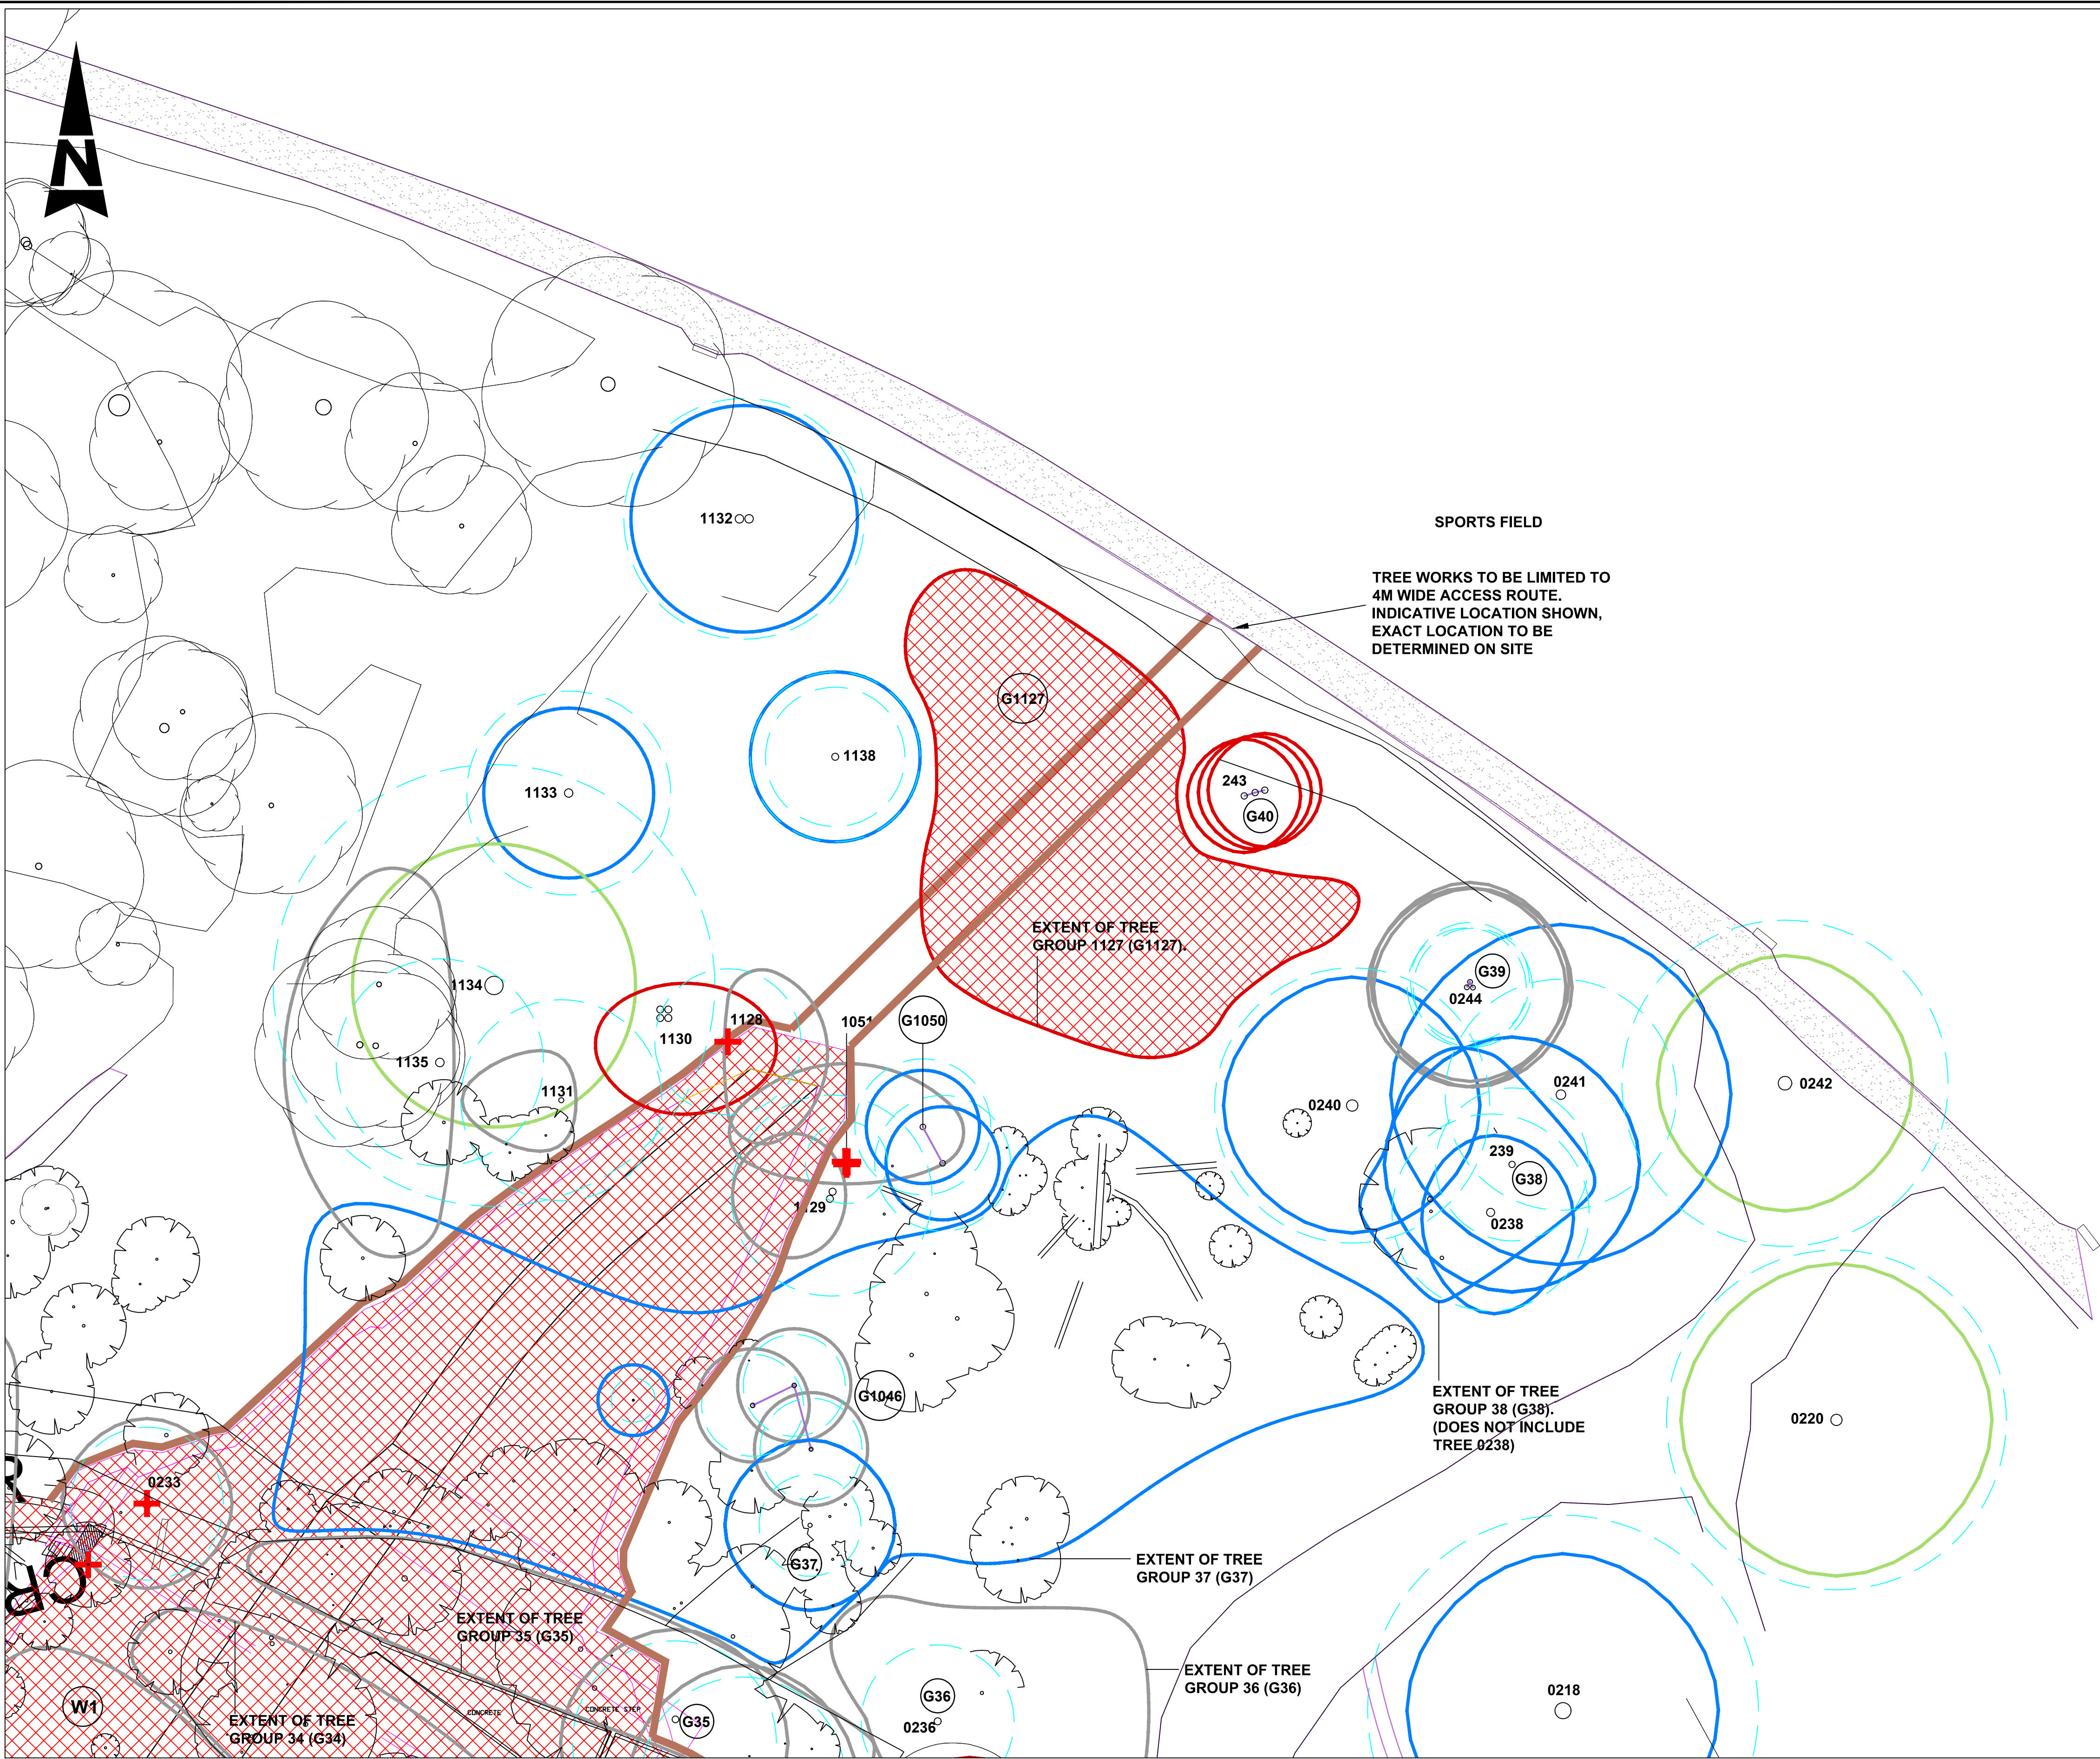 N
SPORTS FIELD
TREE WORKS TO BE LIMITED TO
4M WIDE ACCESS ROUTE.
INDICATIVE LOCATION SHOWN,
EXACT LOCATION TO BE
DETERMINED ON SITE
1132
G1127
1138
1133
243
G40
EXTENT OF TREE
GROUP 1127 (G1127).
G39
0244
1134
1130
1128
1051
G1050
1135
1131
0240
0241
0242
239
G38
0238
1129
G1046
EXTENT OF TREE
GROUP 38 (G38).
(DOES NOT INCLUDE
TREE 0238)
0220
0233
R
CR
G37
EXTENT OF TREE
GROUP 37 (G37)
EXTENT OF TREE
GROUP 35 (G35)
EXTENT OF TREE
GROUP 36 (G36)
W1
EXTENT OF TREE
GROUP 34 (G34)
CONCRETE
CONCRETE STEP
G35
G36
0236
0218